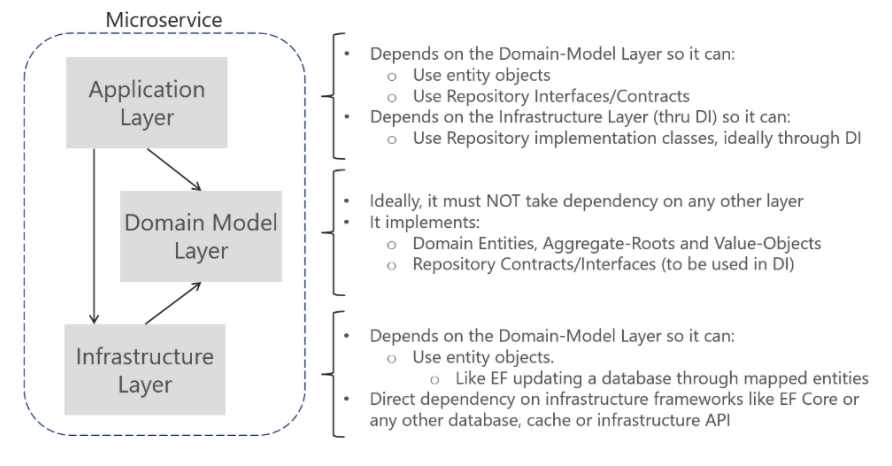 Microservice
Application
Layer
• Depends on the Domain-Model Layer so it can:
o Use entity objects
o Use Repository Interfaces/Contracts
• Depends on the Infrastructure Layer (thru DI) so it can:
o Use Repository implementation classes, ideally through DI
Domain Model
Layer
• Ideally, it must NOT take dependency on any other layer
• It implements:
o Domain Entities, Aggregate-Roots and Value-Objects
o Repository Contracts/Interfaces (to be used in DI)
Infrastructure
Layer
• Depends on the Domain-Model Layer so it can:
o Use entity objects.
o Like EF updating a database through mapped entities
• Direct dependency on infrastructure frameworks like EF Core or
any other database, cache or infrastructure API